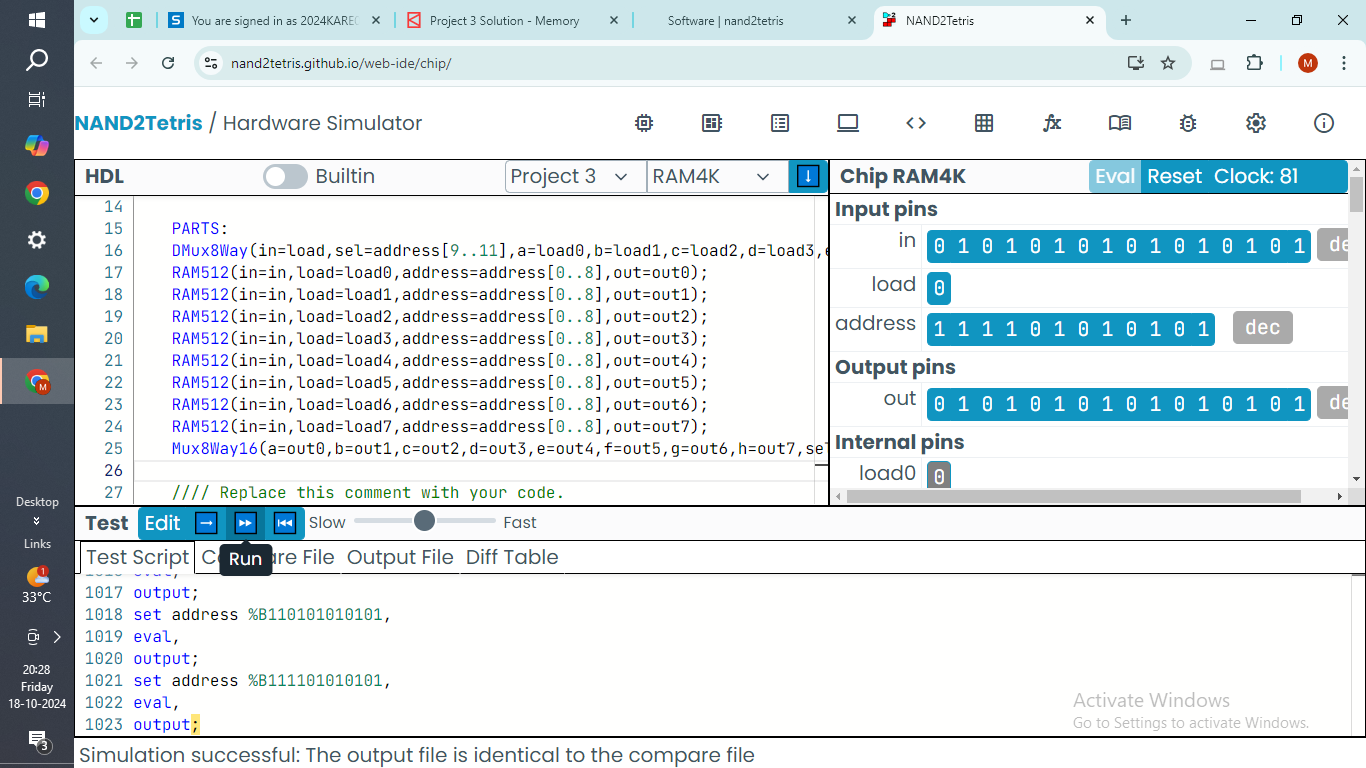 You are signed in as 2024KAREC
Project 3 Solution - Memory
Software | nand2tetris
NAND2Tetris
nand2tetris.github.io/web-ide/chip/
M
NAND2Tetris / Hardware Simulator
HDL
Builtin
Project 3
RAM4K
Chip RAM4K
Eval Reset Clock: 81
14
15 PARTS:
16 DMux8Way(in=load,sel=address[9..11],a=load0,b=load1,c=load2,d=load3,e
17 RAM512(in=in,load=load0,address=address[0..8],out=out0);
18 RAM512(in=in,load=load1,address=address[0..8],out=out1);
19 RAM512(in=in,load=load2,address=address[0..8],out=out2);
20 RAM512(in=in,load=load3,address=address[0..8],out=out3);
21 RAM512(in=in,load=load4,address=address[0..8],out=out4);
22 RAM512(in=in,load=load5,address=address[0..8],out=out5);
23 RAM512(in=in,load=load6,address=address[0..8],out=out6);
24 RAM512(in=in,load=load7,address=address[0..8],out=out7);
25 Mux8Way16(a=out0,b=out1,c=out2,d=out3,e=out4,f=out5,g=out6,h=out7,se
26
27 //// Replace this comment with your code.
Input pins
in 0 1 0 1 0 1 0 1 0 1 0 1 0 1 0 1 de
load 0
address 1 1 1 1 0 1 0 1 0 1 0 1 dec
Output pins
out 0 1 0 1 0 1 0 1 0 1 0 1 0 1 0 1 de
Internal pins
load0 0
Test Edit Slow Fast
Run
Test Script Compare File Output File Diff Table
1017 output;
1018 set address %B110101010101,
1019 eval,
1020 output;
1021 set address %B111101010101,
1022 eval,
1023 output;
Simulation successful: The output file is identical to the compare file
Activate Windows
Go to Settings to activate Windows.
Desktop
Links
1
33°C
20:28
Friday
18-10-2024
3
M